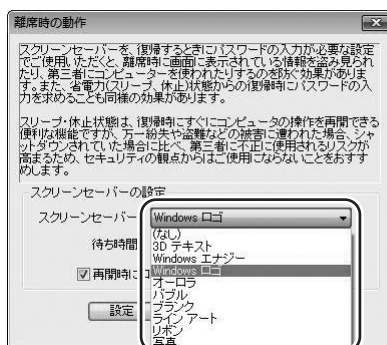 離席時の動作
スクリーンセーバーを、復帰するときにパスワードの入力が必要な設定
でご使用いただくと、離席時に画面に表示されている情報を盗み見られ
たり、第三者にコンピューターを使われたりするのを防ぐ効果がありま
す。また、省電力(スリープ、休止)状態からの復帰時にパスワードの入
力を求めることも同様の効果があります。
スリープ・休止状態は、復帰時にすぐにコンピュータの操作を再開できる
便利な機能ですが、万一紛失や盗難などの被害に遭われた場合、シャ
ットダウンされていた場合に比べ、第三者に不正に使用されるリスクが
高まるため、セキュリティの観点からはご使用にならないことをおすす
めします。
スクリーンセーバーの設定
スクリーンセーバー Windows ロゴ
待ち時間 (なし)
3D テキスト
Windows エナジー
再開時に Windows ロゴ
オーロラ
バブル
設定 ブランク
ライン アート
リボン
写真